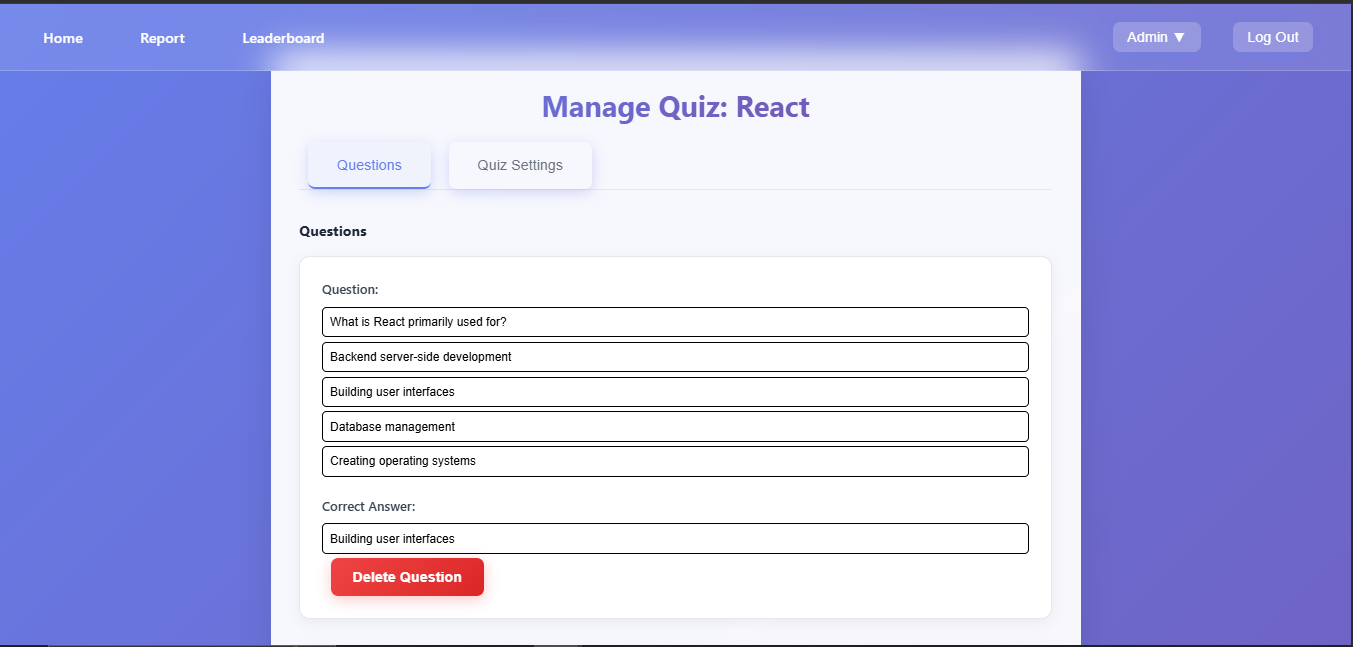 Home Report Leaderboard Admin ▼ Log Out
Manage Quiz: React
Questions Quiz Settings
Questions
Question:
What is React primarily used for?
Backend server-side development
Building user interfaces
Database management
Creating operating systems
Correct Answer:
Building user interfaces
Delete Question